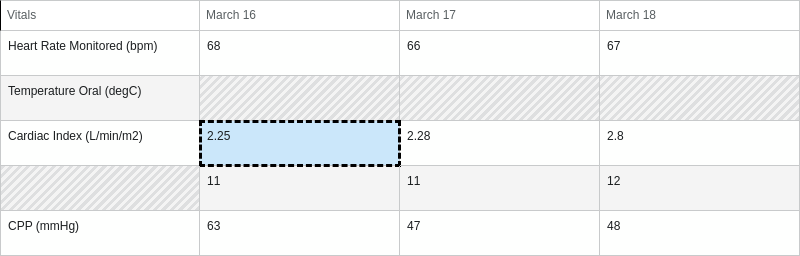 Vitals March 16 March 17 March 18
Heart Rate Monitored (bpm) 68 66 67
Temperature Oral (degC)
Cardiac Index (L/min/m2) 2.25 2.28 2.8
11 11 12
CPP (mmHg) 63 47 48